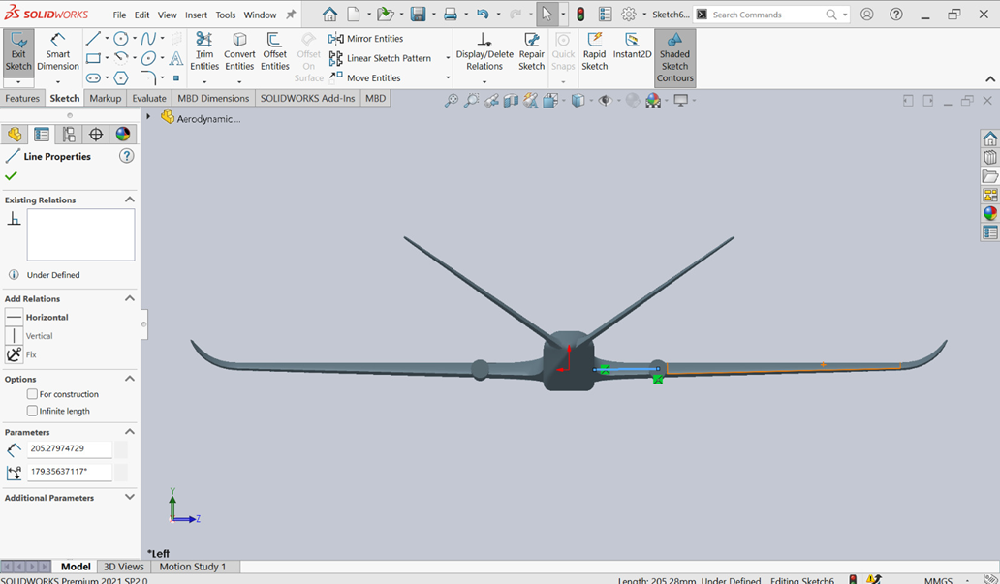 SOLIDWORKS File Edit View Insert Tools Window Sketch6... Search Commands
Exit Sketch Smart Dimension Trim Entities Convert Entities Offset Entities Offset On Surface Mirror Entities Linear Sketch Pattern Move Entities Display/Delete Relations Repair Sketch Quick Snaps Rapid Sketch Instant2D Shaded Sketch Contours
Features Sketch Markup Evaluate MBD Dimensions SOLIDWORKS Add-Ins MBD
Aerodynamic ...
Line Properties
Existing Relations
Under Defined
Add Relations
Horizontal
Vertical
Fix
Options
For construction
Infinite length
Parameters
205.27974729
179.35637117°
Additional Parameters
Y
Z
*Left
Model 3D Views Motion Study 1
SOLIDWORKS Premium 2021 SP2.0 Length: 205.28mm Under Defined Editing Sketch6 MMGS